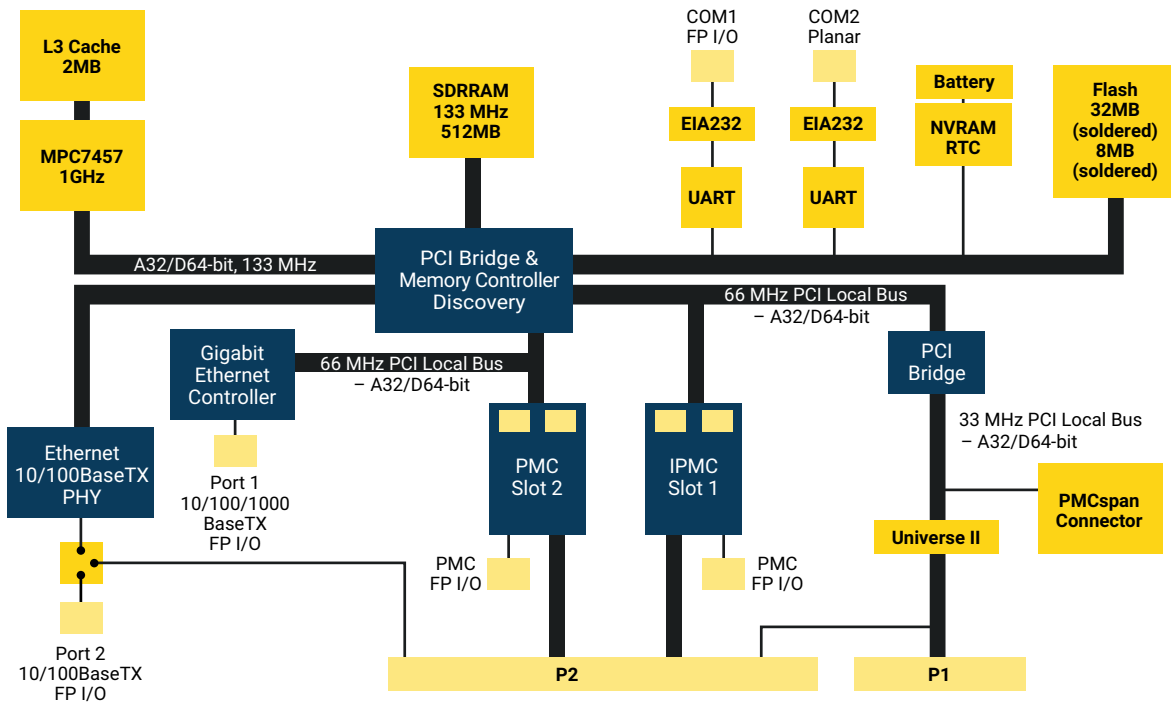 L3 Cache
2MB
MPC7457
1GHz
SDRRAM
133 MHz
512MB
COM1
FP I/O
EIA232
UART
COM2
Planar
EIA232
UART
Battery
NVRAM
RTC
Flash
32MB
(soldered)
8MB
(soldered)
A32/D64-bit, 133 MHz
PCI Bridge &
Memory Controller
Discovery
66 MHz PCI Local Bus
– A32/D64-bit
Gigabit
Ethernet
Controller
66 MHz PCI Local Bus
– A32/D64-bit
PCI
Bridge
33 MHz PCI Local Bus
– A32/D64-bit
Ethernet
10/100BaseTX
PHY
Port 1
10/100/1000
BaseTX
FP I/O
PMC
Slot 2
IPMC
Slot 1
PMCspan
Connector
Universe II
PMC
FP I/O
PMC
FP I/O
Port 2
10/100BaseTX
FP I/O
P2
P1